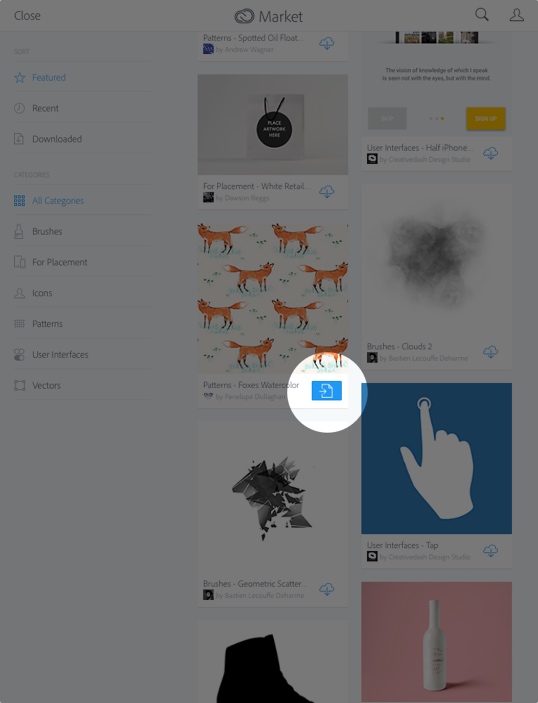 Close
Market
SORT
Featured
Recent
Downloaded
CATEGORIES
All Categories
Brushes
For Placement
Icons
Patterns
User Interfaces
Vectors
Patterns - Spotted Oil Float...
by Andrew Wagner
PLACE
ARTWORK
HERE
For Placement - White Retail...
by Dawson Beggs
Patterns - Foxies Watercolor
by Penelope Dullaghan
Brushes - Geometric Scatter...
by Bastien Lecouffe Deharme
The vision of knowledge of which I speak
is seen not with the eyes, but with the mind.
SIGN UP
User Interfaces - Half iPhone...
by Creativedash Design Studio
Brushes - Clouds 2
by Bastien Lecouffe Deharme
User Interfaces - Tap
by Creativedash Design Studio